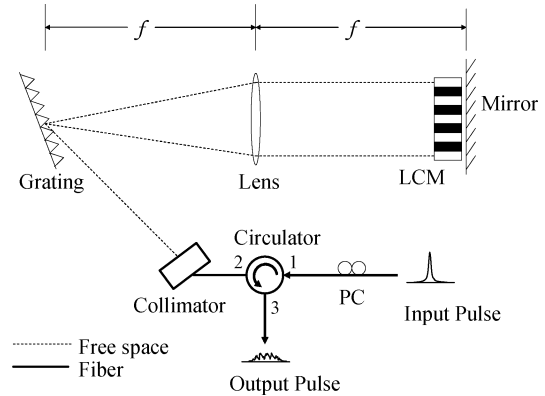 f
f
Mirror
Grating
Lens
LCM
Circulator
2
1
3
Collimator
PC
Input Pulse
Free space
Fiber
Output Pulse